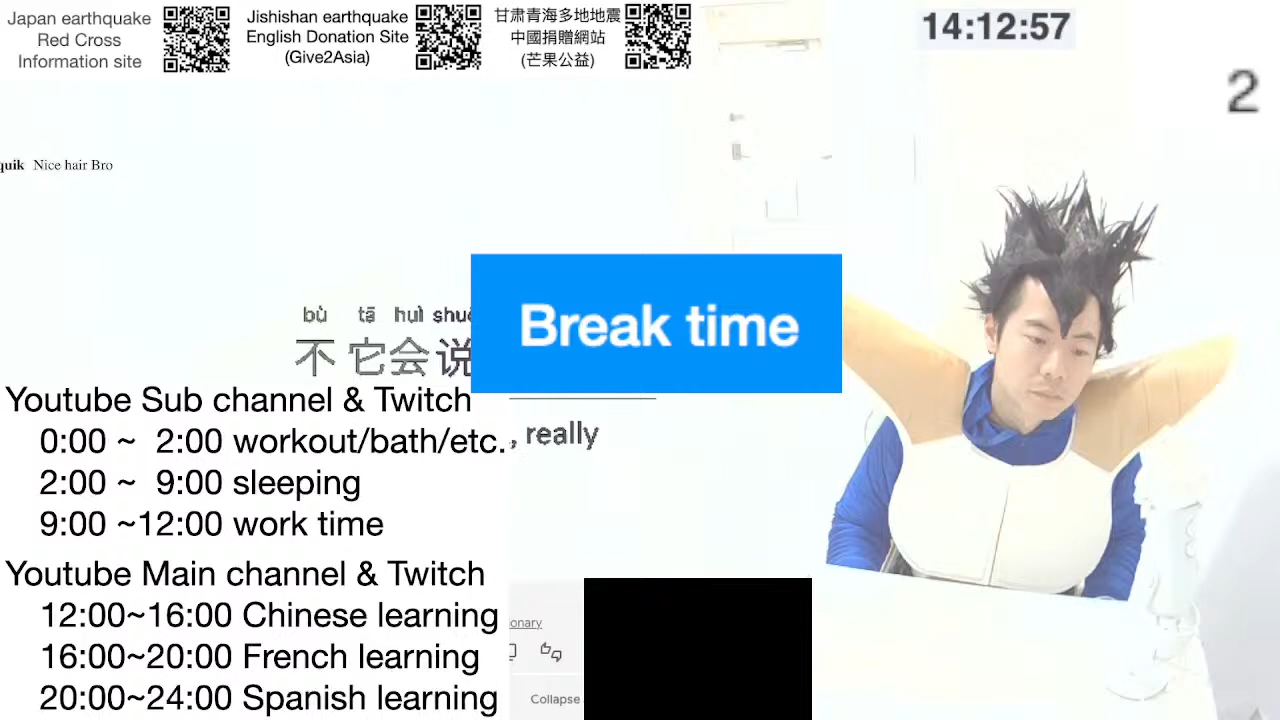 Japan earthquake
Red Cross
Information site
Jishishan earthquake
English Donation Site
(Give2Asia)
甘肅青海多地地震
中國捐贈網站
(芒果公益)
14:12:57
2
quik Nice hair Bro
bù tā huì shu
不 它会说
Break time
, really
Youtube Sub channel & Twitch
0:00 ~ 2:00 workout/bath/etc.
2:00 ~ 9:00 sleeping
9:00 ~12:00 work time
Youtube Main channel & Twitch
12:00~16:00 Chinese learning
16:00~20:00 French learning
20:00~24:00 Spanish learning
onary
Collapse